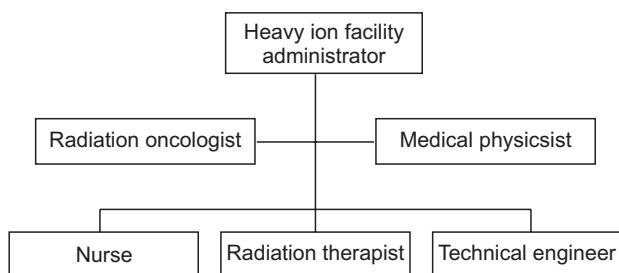 Heavy ion facility
administrator
Radiation oncologist
Medical physicsist
Nurse
Radiation therapist
Technical engineer